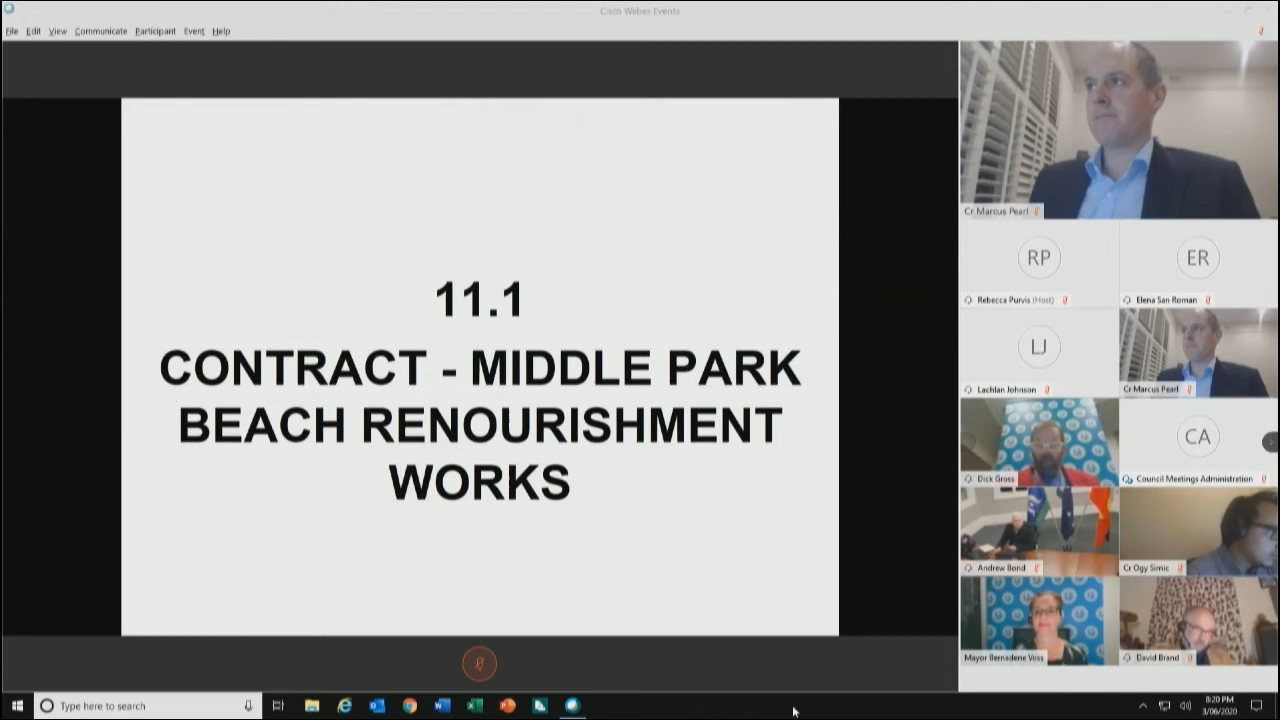 Cisco Webex Events
File Edit View Communicate Participant Event Help
11.1
CONTRACT - MIDDLE PARK
BEACH RENOURISHMENT
WORKS
Cr Marcus Pearl
RP
Rebecca Purvis (Host)
ER
Elena San Roman
LJ
Lachlan Johnson
Cr Marcus Pearl
Dick Gross
CA
Council Meetings Administration
Andrew Bond
Cr Ogy Simic
Mayor Bernadene Voss
David Brand
Type here to search
8:20 PM
3/06/2020